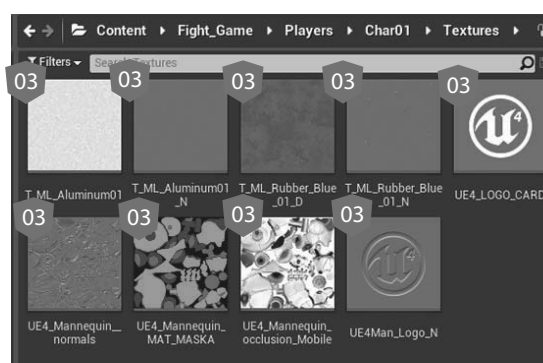 Content Fight_Game Players Char01 Textures
Filters Search Textures
03 03 03 03 03
T_ML_Aluminum01 T_ML_Aluminum01 T_ML_Rubber_Blue T_ML_Rubber_Blue UE4_LOGO_CARD
_N _01_D _01_N
03 03 03 03
UE4_Mannequin__ UE4_Mannequin_ UE4_Mannequin_ UE4Man_Logo_N
normals MAT_MASKA occlusion_Mobile